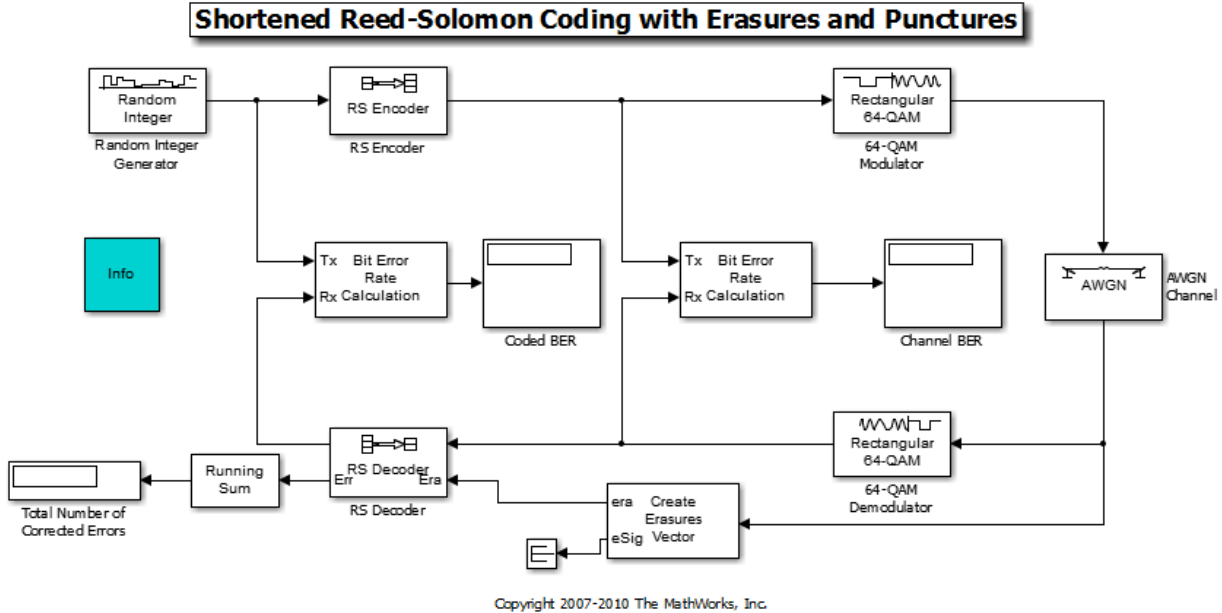 Shortened Reed-Solomon Coding with Erasures and Punctures
Random
Integer
Random Integer
Generator
RS Encoder
RS Encoder
Rectangular
64-QAM
64-QAM
Modulator
Info
Tx
Rx
Bit Error
Rate
Calculation
Coded BER
Tx
Rx
Bit Error
Rate
Calculation
Channel BER
AWGN
AWGN
Channel
Total Number of
Corrected Errors
Running
Sum
RS Decoder
Err
Era
RS Decoder
era
eSig
Create
Erasures
Vector
Rectangular
64-QAM
64-QAM
Demodulator
Copyright 2007-2010 The MathWorks, Inc.